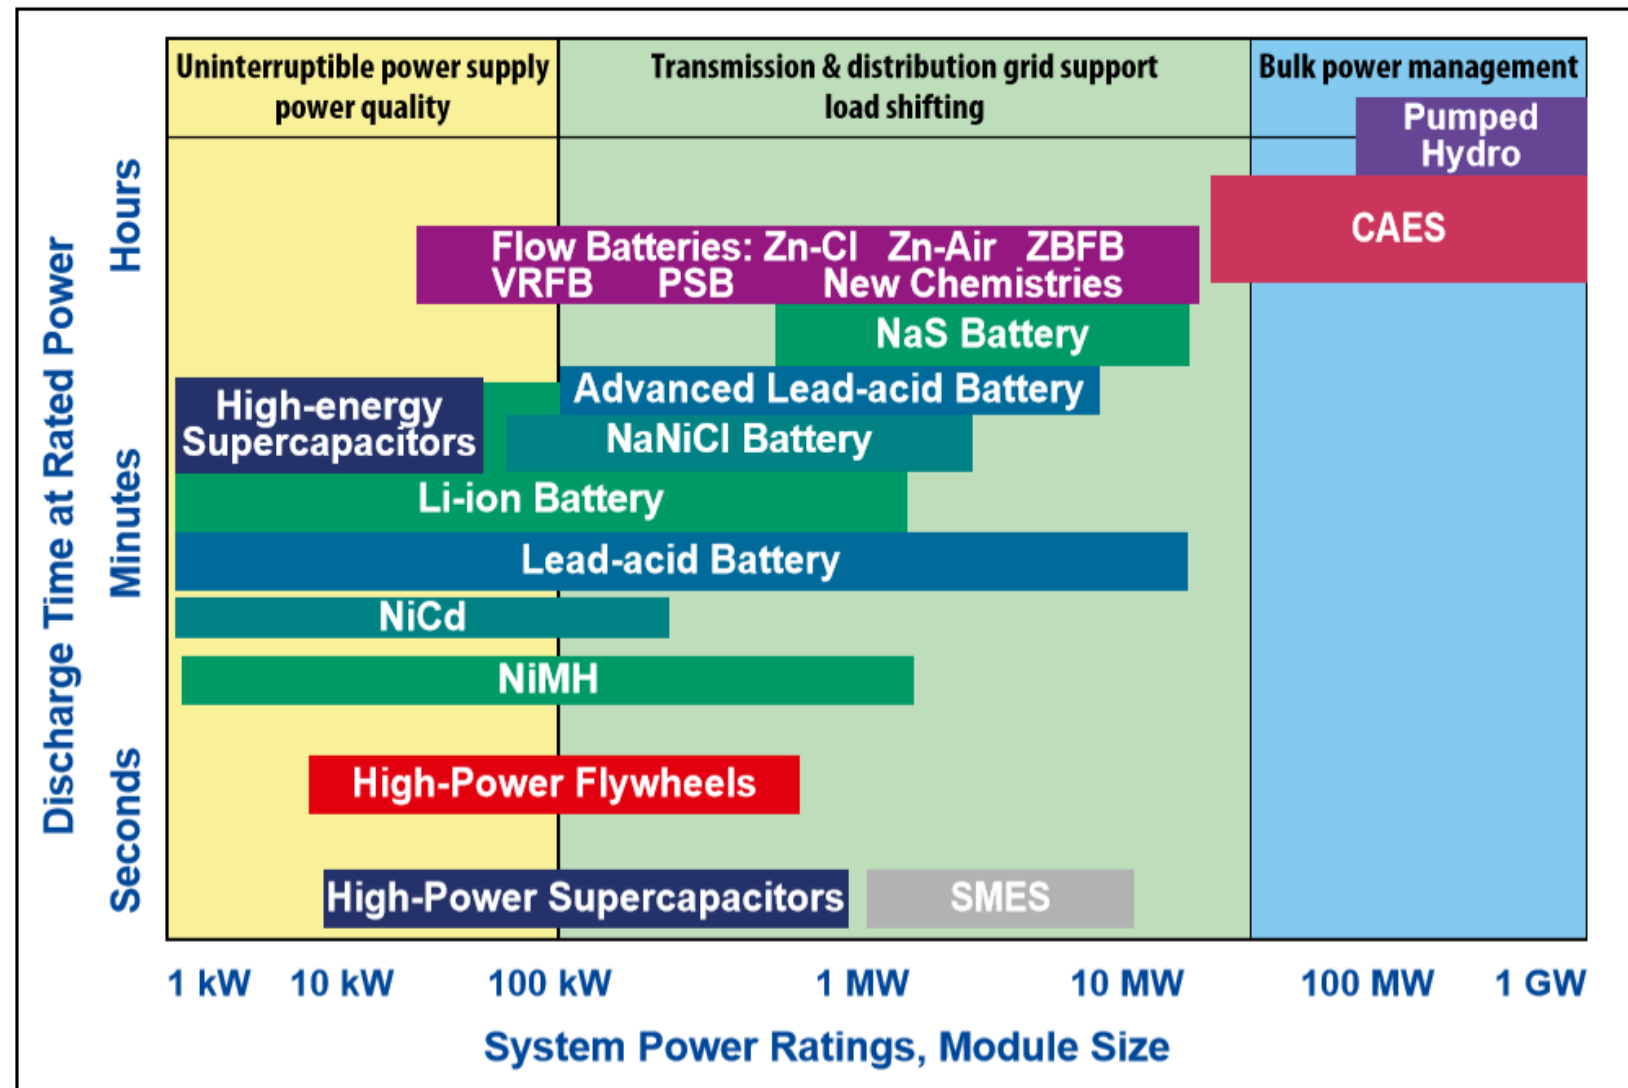 Uninterruptible power supply
power quality
Transmission & distribution grid support
load shifting
Bulk power management
Pumped
Hydro
CAES
Flow Batteries: Zn-Cl Zn-Air ZBFB
VRFB PSB New Chemistries
NaS Battery
Advanced Lead-acid Battery
High-energy
Supercapacitors
NaNiCl Battery
Li-ion Battery
Lead-acid Battery
NiCd
NiMH
High-Power Flywheels
High-Power Supercapacitors
SMES
Discharge Time at Rated Power
Hours
Minutes
Seconds
1 kW 10 kW 100 kW 1 MW 10 MW 100 MW 1 GW
System Power Ratings, Module Size